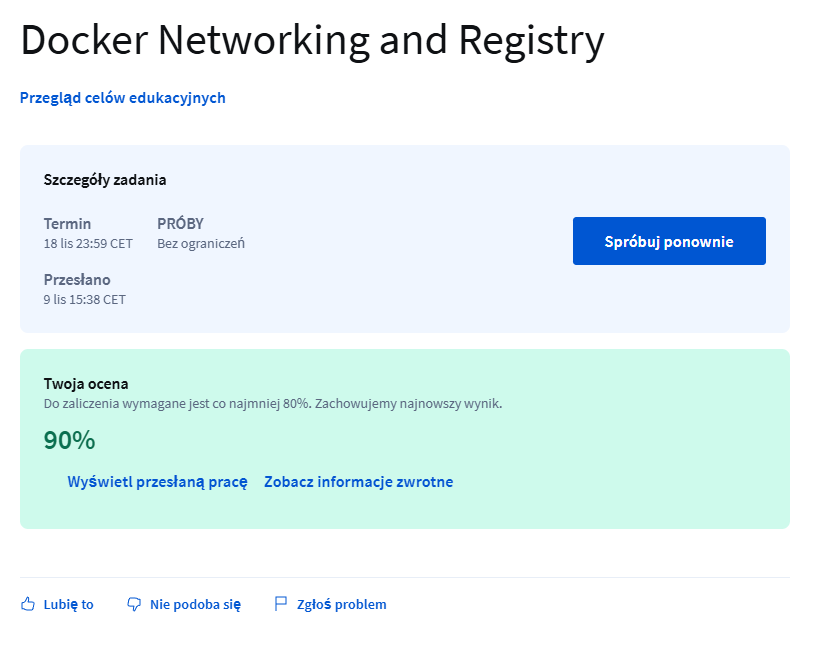 Docker Networking and Registry
Przegląd celów edukacyjnych
Szczegóły zadania
Termin
18 lis 23:59 CET
PRÓBY
Bez ograniczeń
Przesłano
9 lis 15:38 CET
Spróbuj ponownie
Twoja ocena
Do zaliczenia wymagane jest co najmniej 80%. Zachowujemy najnowszy wynik.
90%
Wyświetl przesłaną pracę
Zobacz informacje zwrotne
Lubię to
Nie podoba się
Zgłoś problem